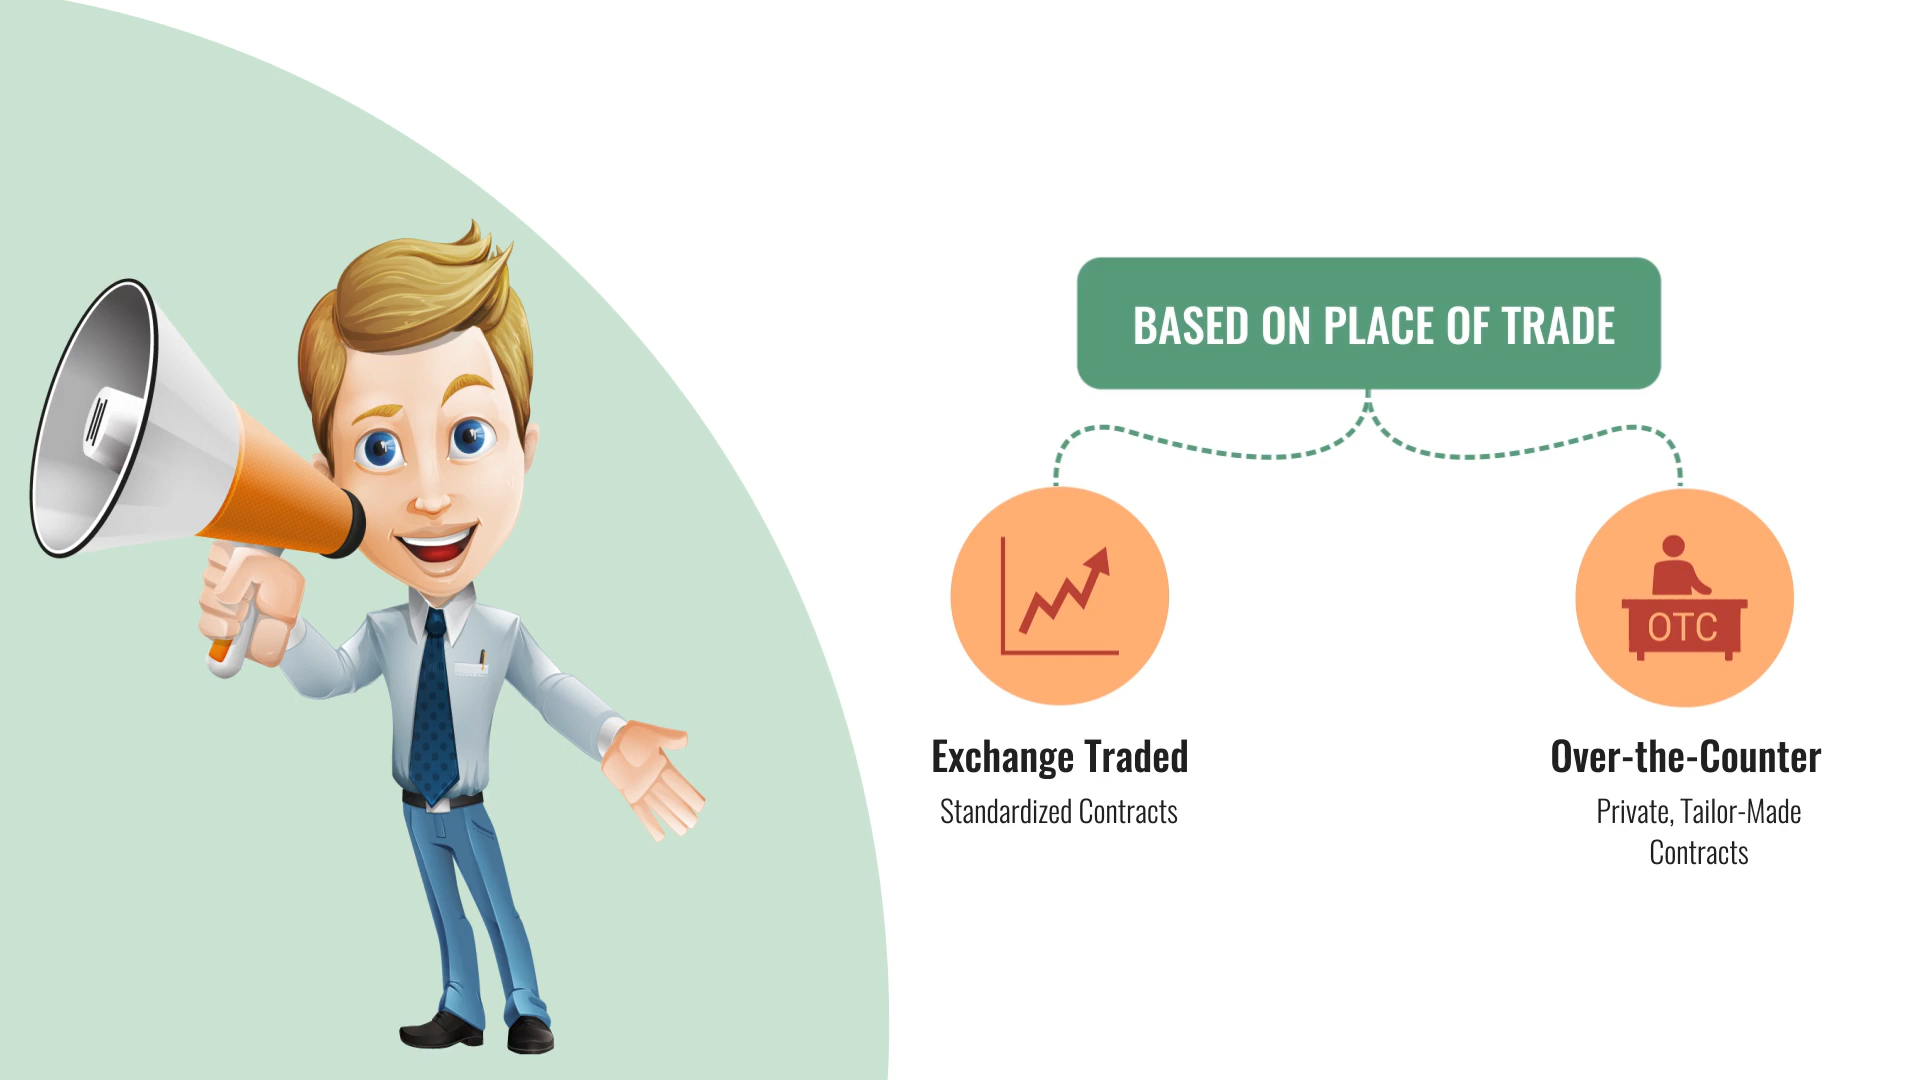 BASED ON PLACE OF TRADE
OTC
Exchange Traded
Standardized Contracts
Over-the-Counter
Private, Tailor-Made
Contracts